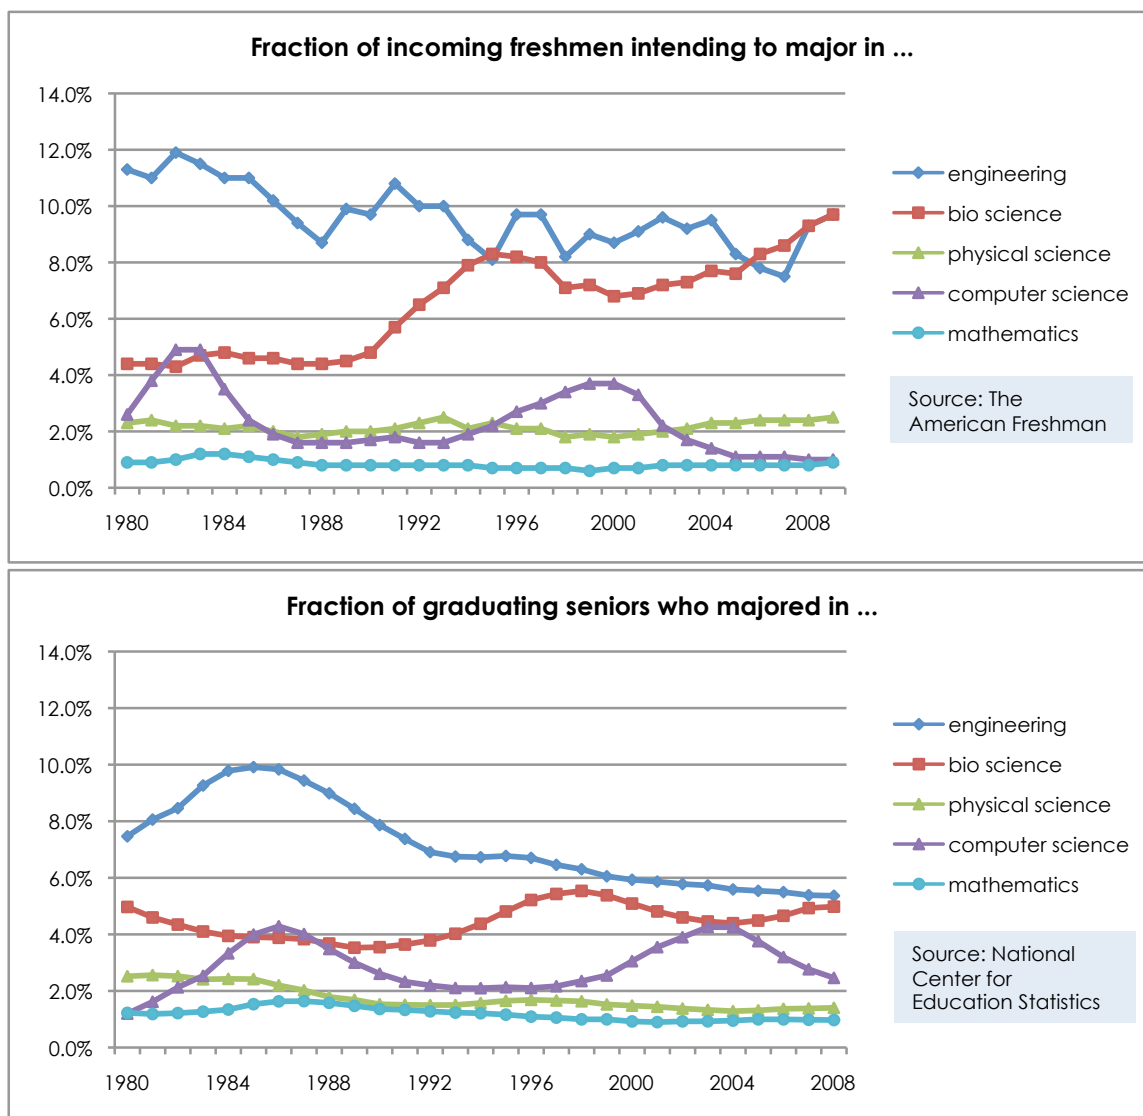 Fraction of incoming freshmen intending to major in ...
14.0%
12.0%
10.0%
8.0%
6.0%
4.0%
2.0%
0.0%
1980 1984 1988 1992 1996 2000 2004 2008
engineering
bio science
physical science
computer science
mathematics
Source: The
American Freshman
Fraction of graduating seniors who majored in ...
14.0%
12.0%
10.0%
8.0%
6.0%
4.0%
2.0%
0.0%
1980 1984 1988 1992 1996 2000 2004 2008
engineering
bio science
physical science
computer science
mathematics
Source: National
Center for
Education Statistics